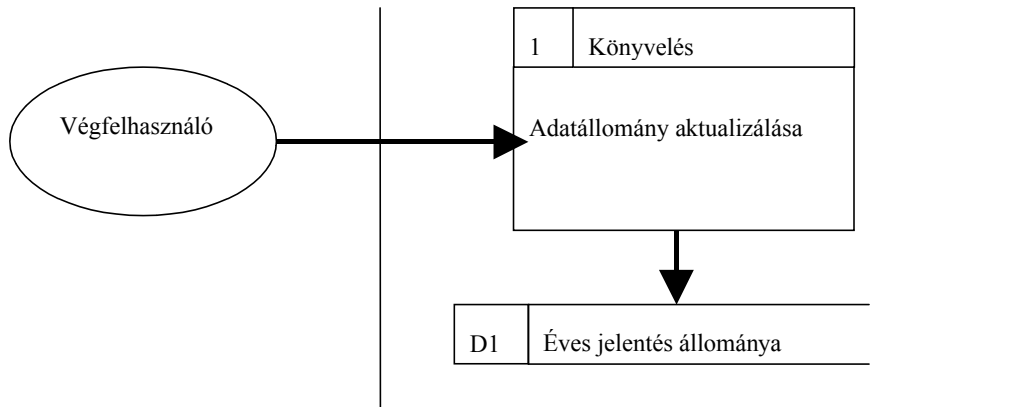 1 Könyvelés
Végfelhasználó
Adatállomány aktualizálása
D1 Éves jelentés állománya